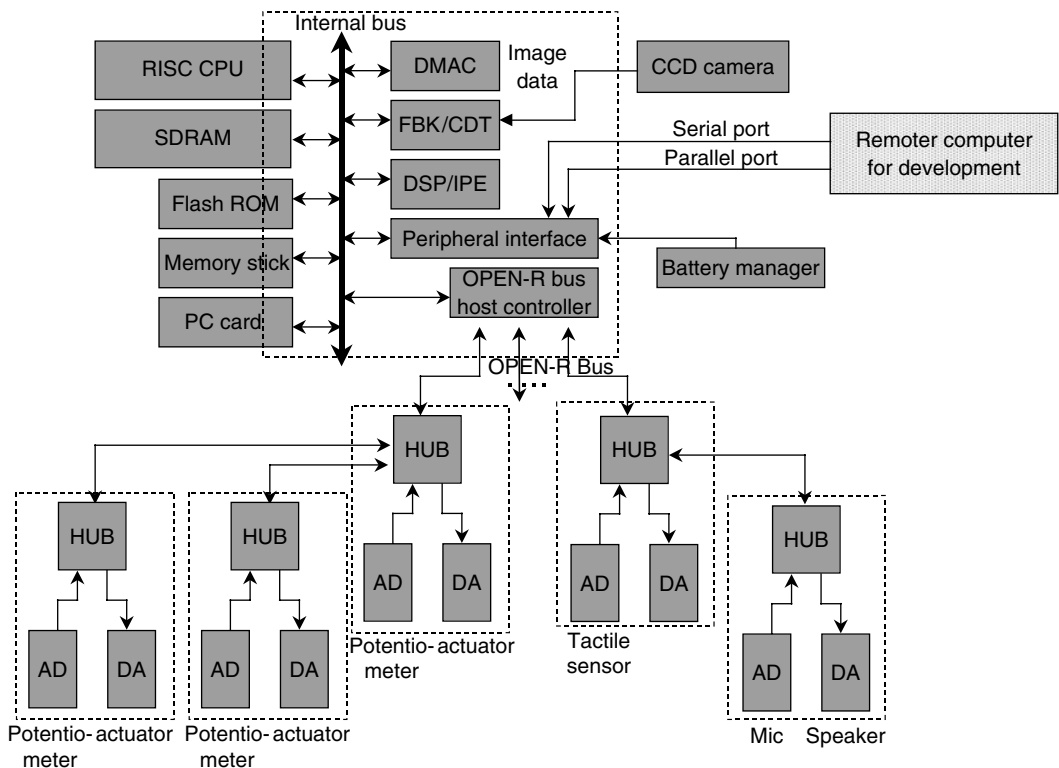 Internal bus
RISC CPU
DMAC
Image
data
CCD camera
SDRAM
FBK/CDT
Serial port
Parallel port
Remoter computer
for development
Flash ROM
DSP/IPE
Memory stick
Peripheral interface
Battery manager
PC card
OPEN-R bus
host controller
OPEN-R Bus
HUB
AD
DA
Potentio-actuator
meter
HUB
AD
DA
Tactile
sensor
HUB
AD
DA
Potentio-actuator
meter
HUB
AD
DA
Potentio-actuator
meter
HUB
AD
DA
Mic
Speaker